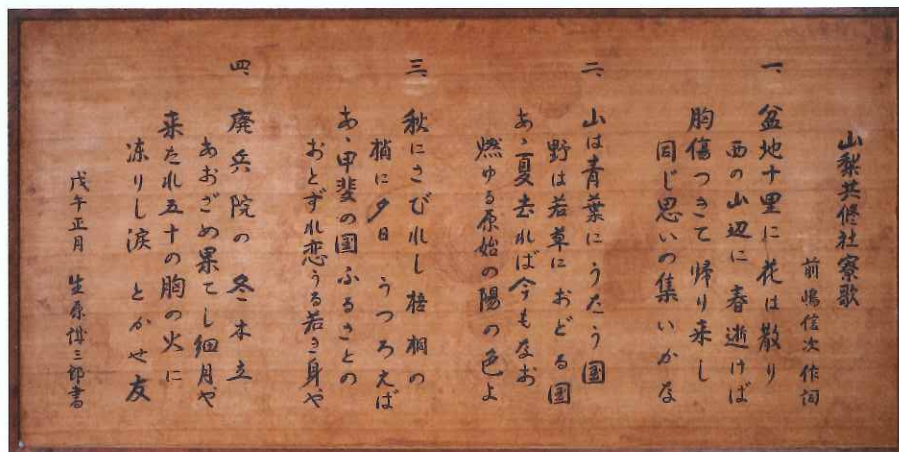 山梨共修社寮歌
前嶋信次作詞
一、盆地十里に 花は散り
西の山辺に 春逝けば
胸傷つきて 帰り来し
同じ思いの 集いかな
二、山は青葉に うたう国
野は若草に おどる国
あゝ夏去れば 今もなお
燃ゆる原始の 陽の色よ
三、秋にさびれし 梧桐の
梢に夕日 うつろえば
あゝ甲斐の国 ふるさとの
おとずれ恋うる 若き身や
四、廃兵院の 冬木立
あおざめ果てし 細月や
来たれ五十の 胸の火に
凍りし涙 とかせ友
戊午正月 生原 三郎書